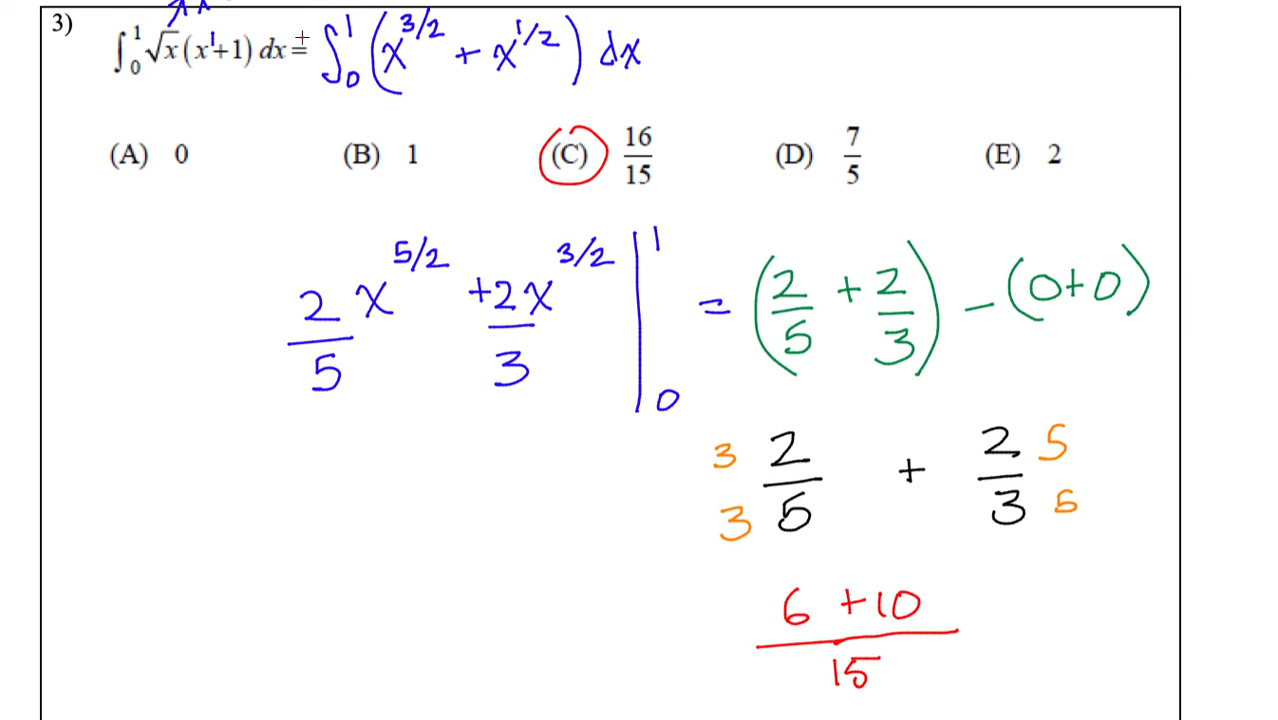 3)
∫₀¹ √x (x¹+1) dx = ∫₀¹ (x^{3/2} + x^{1/2}) dx
(A) 0 (B) 1 (C) 16/15 (D) 7/5 (E) 2
2/5 x^{5/2} + 2/3 x^{3/2} |₀¹ = (2/5 + 2/3) - (0+0)
3/3 2/5 + 2/3 5/5
6 + 10
15